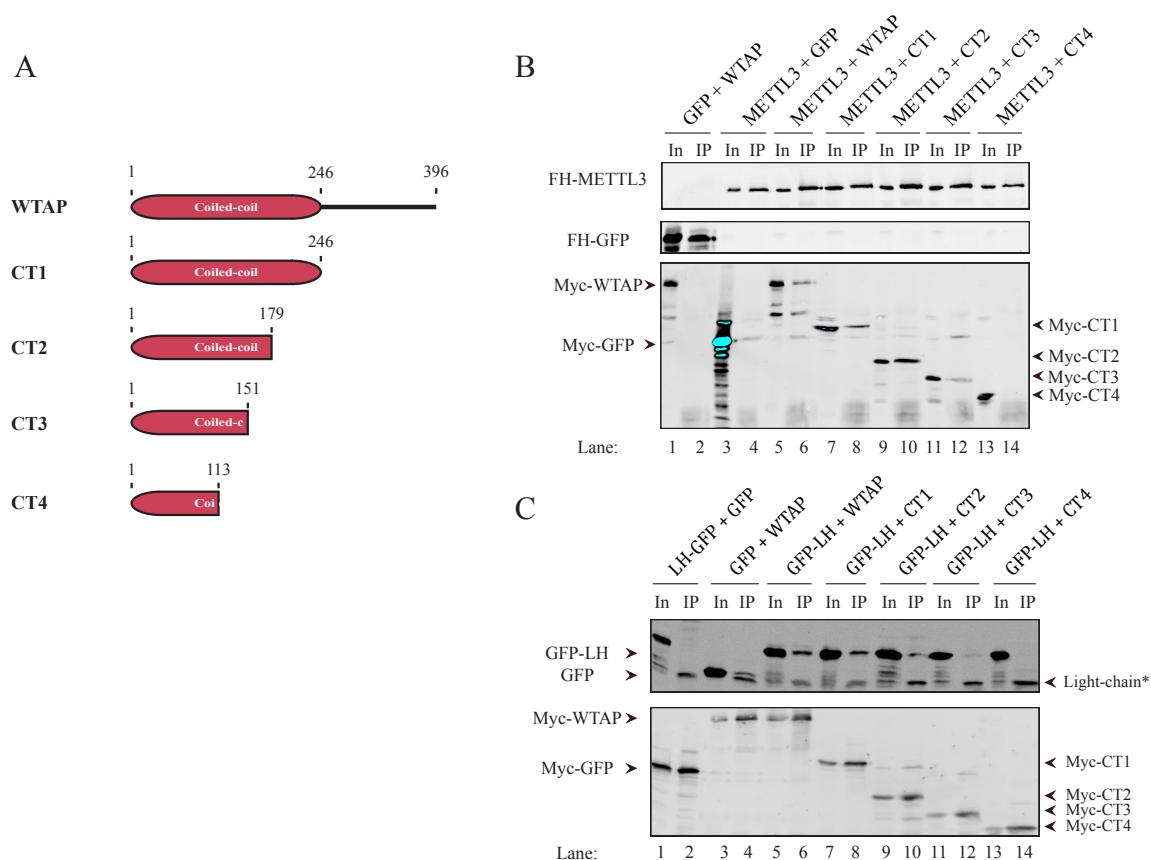 A
1 246 396
WTAP Coiled-coil
1 246
CT1 Coiled-coil
1 179
CT2 Coiled-coil
1 151
CT3 Coiled-c
1 113
CT4 Coi
B
GFP + WTAP
METTL3 + GFP
METTL3 + WTAP
METTL3 + CT1
METTL3 + CT2
METTL3 + CT3
METTL3 + CT4
In IP In IP In IP In IP In IP In IP In IP
FH-METTL3
FH-GFP
Myc-WTAP
Myc-GFP
Myc-CT1
Myc-CT2
Myc-CT3
Myc-CT4
Lane: 1 2 3 4 5 6 7 8 9 10 11 12 13 14
C
LH-GFP + GFP
GFP + WTAP
GFP-LH + WTAP
GFP-LH + CT1
GFP-LH + CT2
GFP-LH + CT3
GFP-LH + CT4
In IP In IP In IP In IP In IP In IP In IP
GFP-LH
GFP
Light-chain*
Myc-WTAP
Myc-GFP
Myc-CT1
Myc-CT2
Myc-CT3
Myc-CT4
Lane: 1 2 3 4 5 6 7 8 9 10 11 12 13 14